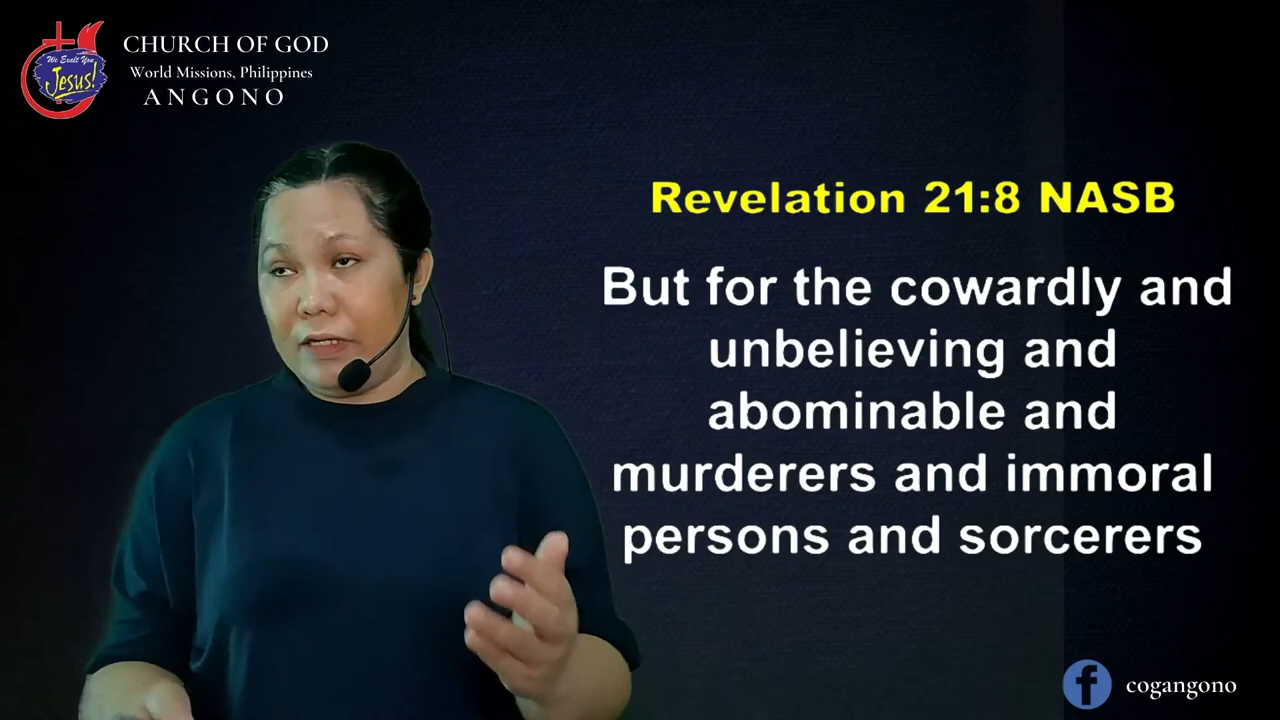 We Exalt You
Jesus!
CHURCH OF GOD
World Missions, Philippines
ANGONO
Revelation 21:8 NASB
But for the cowardly and
unbelieving and
abominable and
murderers and immoral
persons and sorcerers
f
cogangono